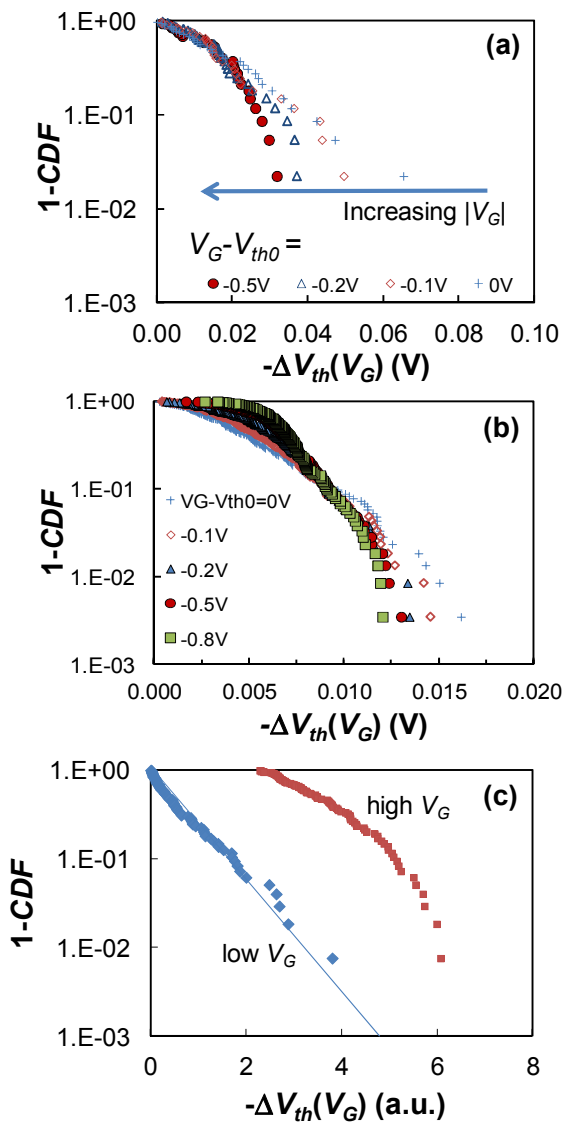 (a)
1.E+00
1.E-01
1.E-02
1.E-03
1-CDF
Increasing |VG|
VG-Vth0 =
-0.5V -0.2V -0.1V 0V
0.00 0.02 0.04 0.06 0.08 0.10
-ΔVth(VG) (V)
(b)
1.E+00
1.E-01
1.E-02
1.E-03
1-CDF
VG-Vth0=0V
-0.1V
-0.2V
-0.5V
-0.8V
0.000 0.005 0.010 0.015 0.020
-ΔVth(VG) (V)
(c)
1.E+00
1.E-01
1.E-02
1.E-03
1-CDF
high VG
low VG
0 2 4 6 8
-ΔVth(VG) (a.u.)